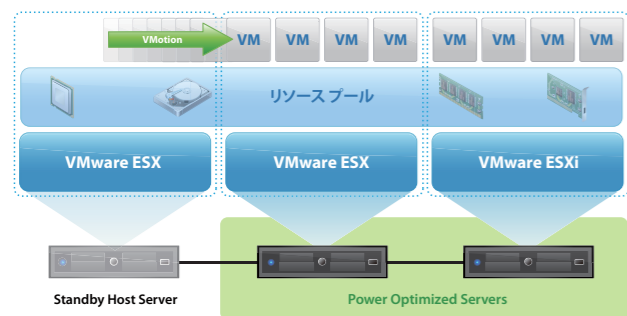 VMotion
VM VM VM VM VM VM VM VM
リソース プール
VMware ESX VMware ESX VMware ESXi
Standby Host Server Power Optimized Servers